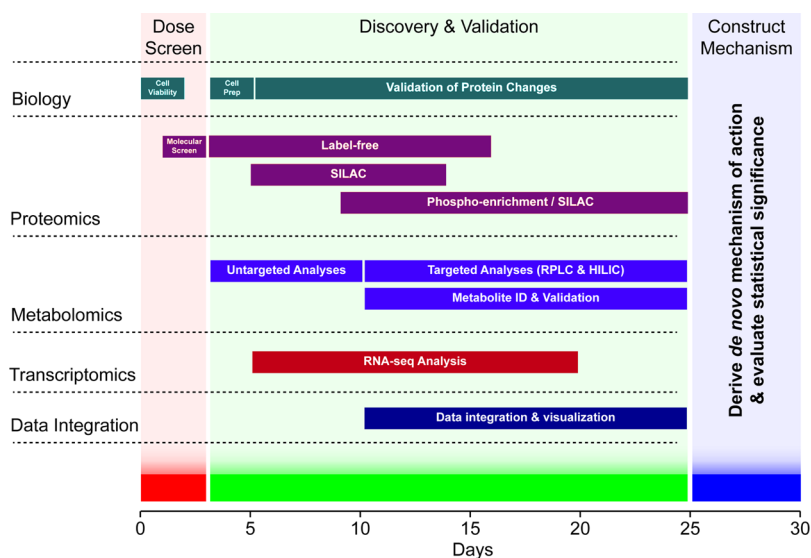 Dose
Screen
Discovery & Validation
Construct
Mechanism
Biology
Cell
Viability
Cell
Prep
Validation of Protein Changes
Molecular
Screen
Label-free
SILAC
Phospho-enrichment / SILAC
Proteomics
Untargeted Analyses
Targeted Analyses (RPLC & HILIC)
Metabolite ID & Validation
Metabolomics
RNA-seq Analysis
Transcriptomics
Data integration & visualization
Data Integration
Derive de novo mechanism of action
& evaluate statistical significance
0 5 10 15 20 25 30
Days